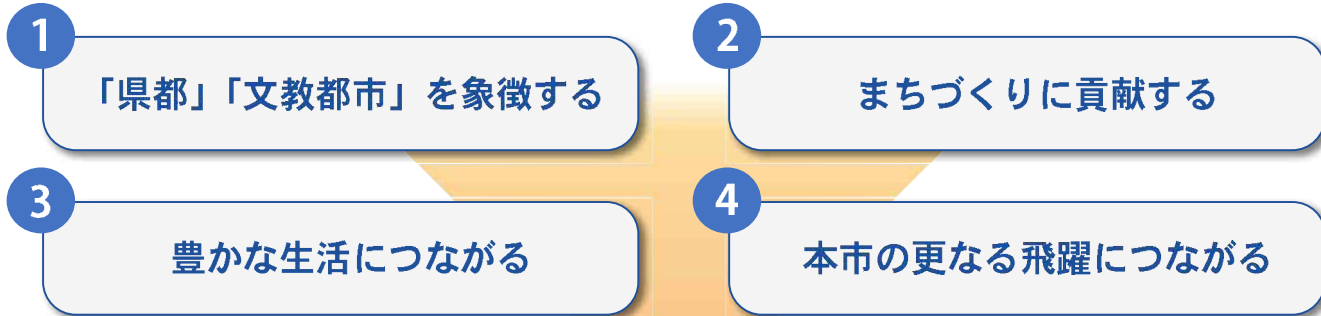 1
「県都」「文教都市」を象徴する
2
まちづくりに貢献する
3
豊かな生活につながる
4
本市の更なる飛躍につながる